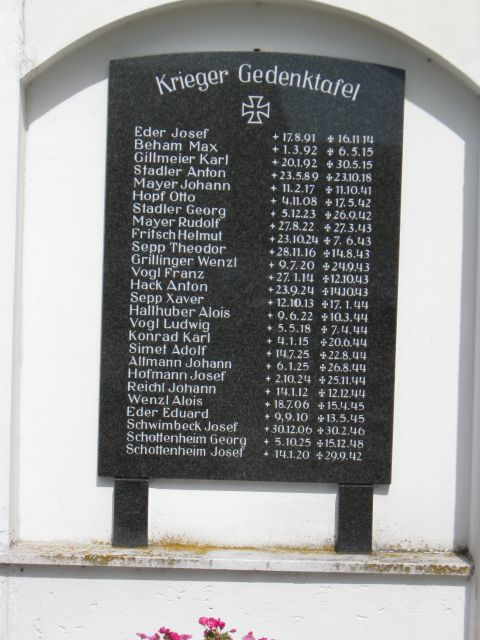 Krieger Gedenktafel
Eder Josef + 17.8.91 ✠ 16.11.14
Beham Max + 1.3.92 ✠ 6.5.15
Gillmeier Karl + 20.1.92 ✠ 30.5.15
Stadler Anton + 23.5.89 ✠ 23.10.18
Mayer Johann + 11.2.17 ✠ 11.10.41
Hopf Otto + 4.11.08 ✠ 17.5.42
Stadler Georg + 5.12.23 ✠ 26.9.42
Mayer Rudolf + 27.8.22 ✠ 27.3.43
Fritsch Helmut + 23.10.24 ✠ 7.6.43
Sepp Theodor + 28.11.16 ✠ 14.8.43
Grillinger Wenzl + 9.7.20 ✠ 24.9.43
Vogl Franz + 27.1.14 ✠ 12.10.43
Hack Anton + 23.9.24 ✠ 14.10.43
Sepp Xaver + 12.10.13 ✠ 17.1.44
Hallhuber Alois + 9.6.22 ✠ 10.3.44
Vogl Ludwig + 5.5.18 ✠ 7.4.44
Konrad Karl + 4.1.15 ✠ 20.6.44
Simet Adolf + 14.7.25 ✠ 22.8.44
Altmann Johann + 6.1.25 ✠ 26.8.44
Hofmann Josef + 2.10.24 ✠ 25.11.44
Reichl Johann + 14.1.12 ✠ 12.12.44
Wenzl Alois + 18.7.06 ✠ 15.4.45
Eder Eduard + 9.9.10 ✠ 13.5.45
Schwimbeck Josef + 30.12.06 ✠ 30.2.46
Schottenheim Georg + 5.10.25 ✠ 15.12.48
Schottenheim Josef + 14.1.20 ✠ 29.9.42